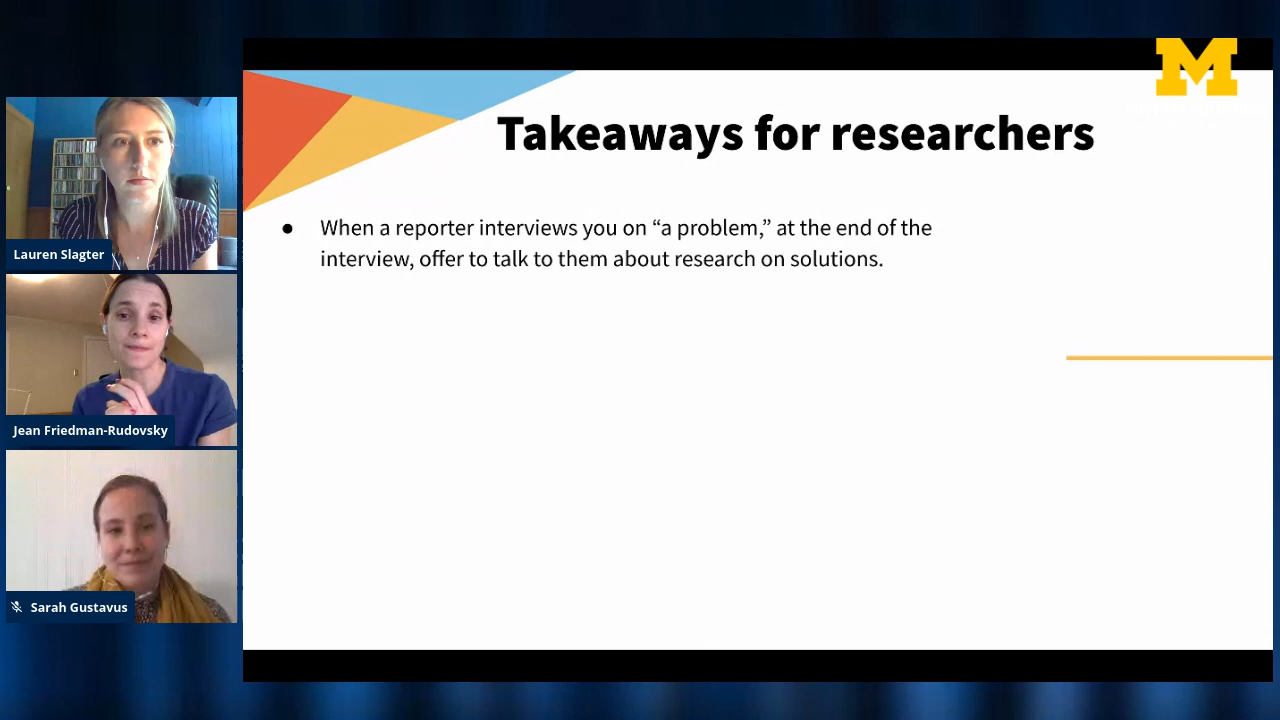 M
Takeaways for researchers
● When a reporter interviews you on “a problem,” at the end of the
interview, offer to talk to them about research on solutions.
Lauren Slagter
Jean Friedman-Rudovsky
Sarah Gustavus